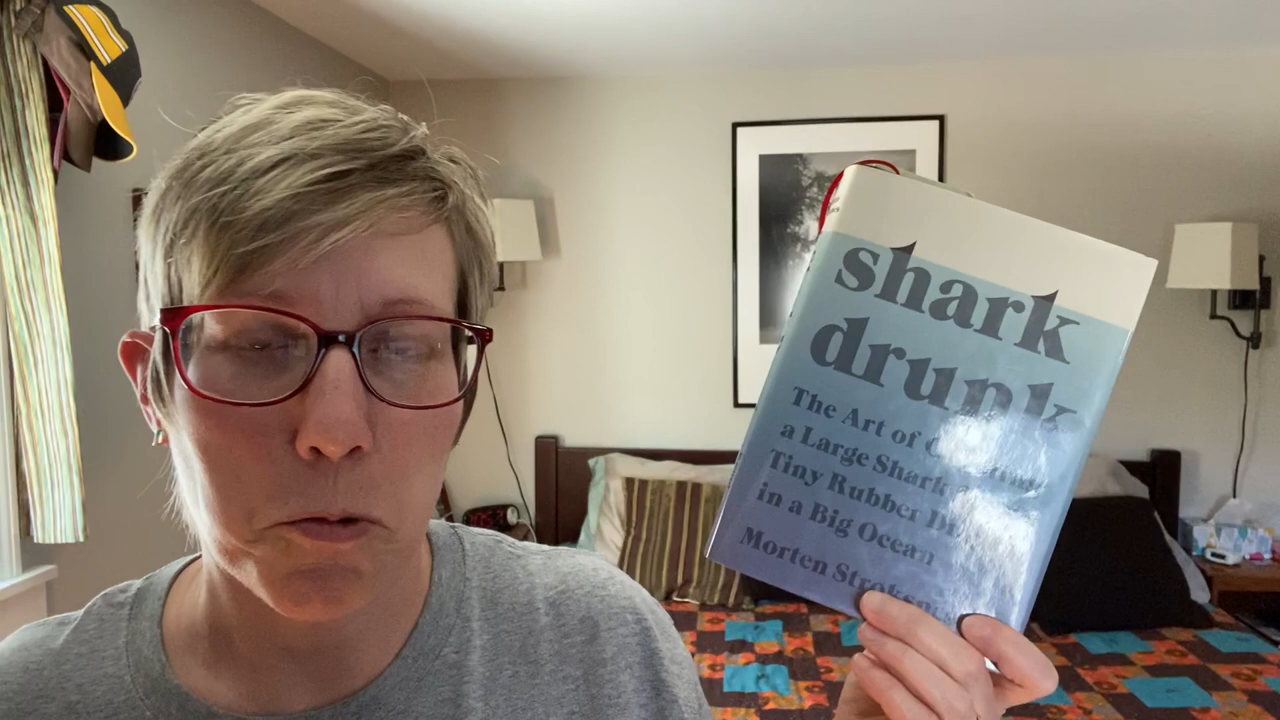 shark
drunk
The Art of
a Large Shark
Tiny Rubber
in a Big Ocean
Morten